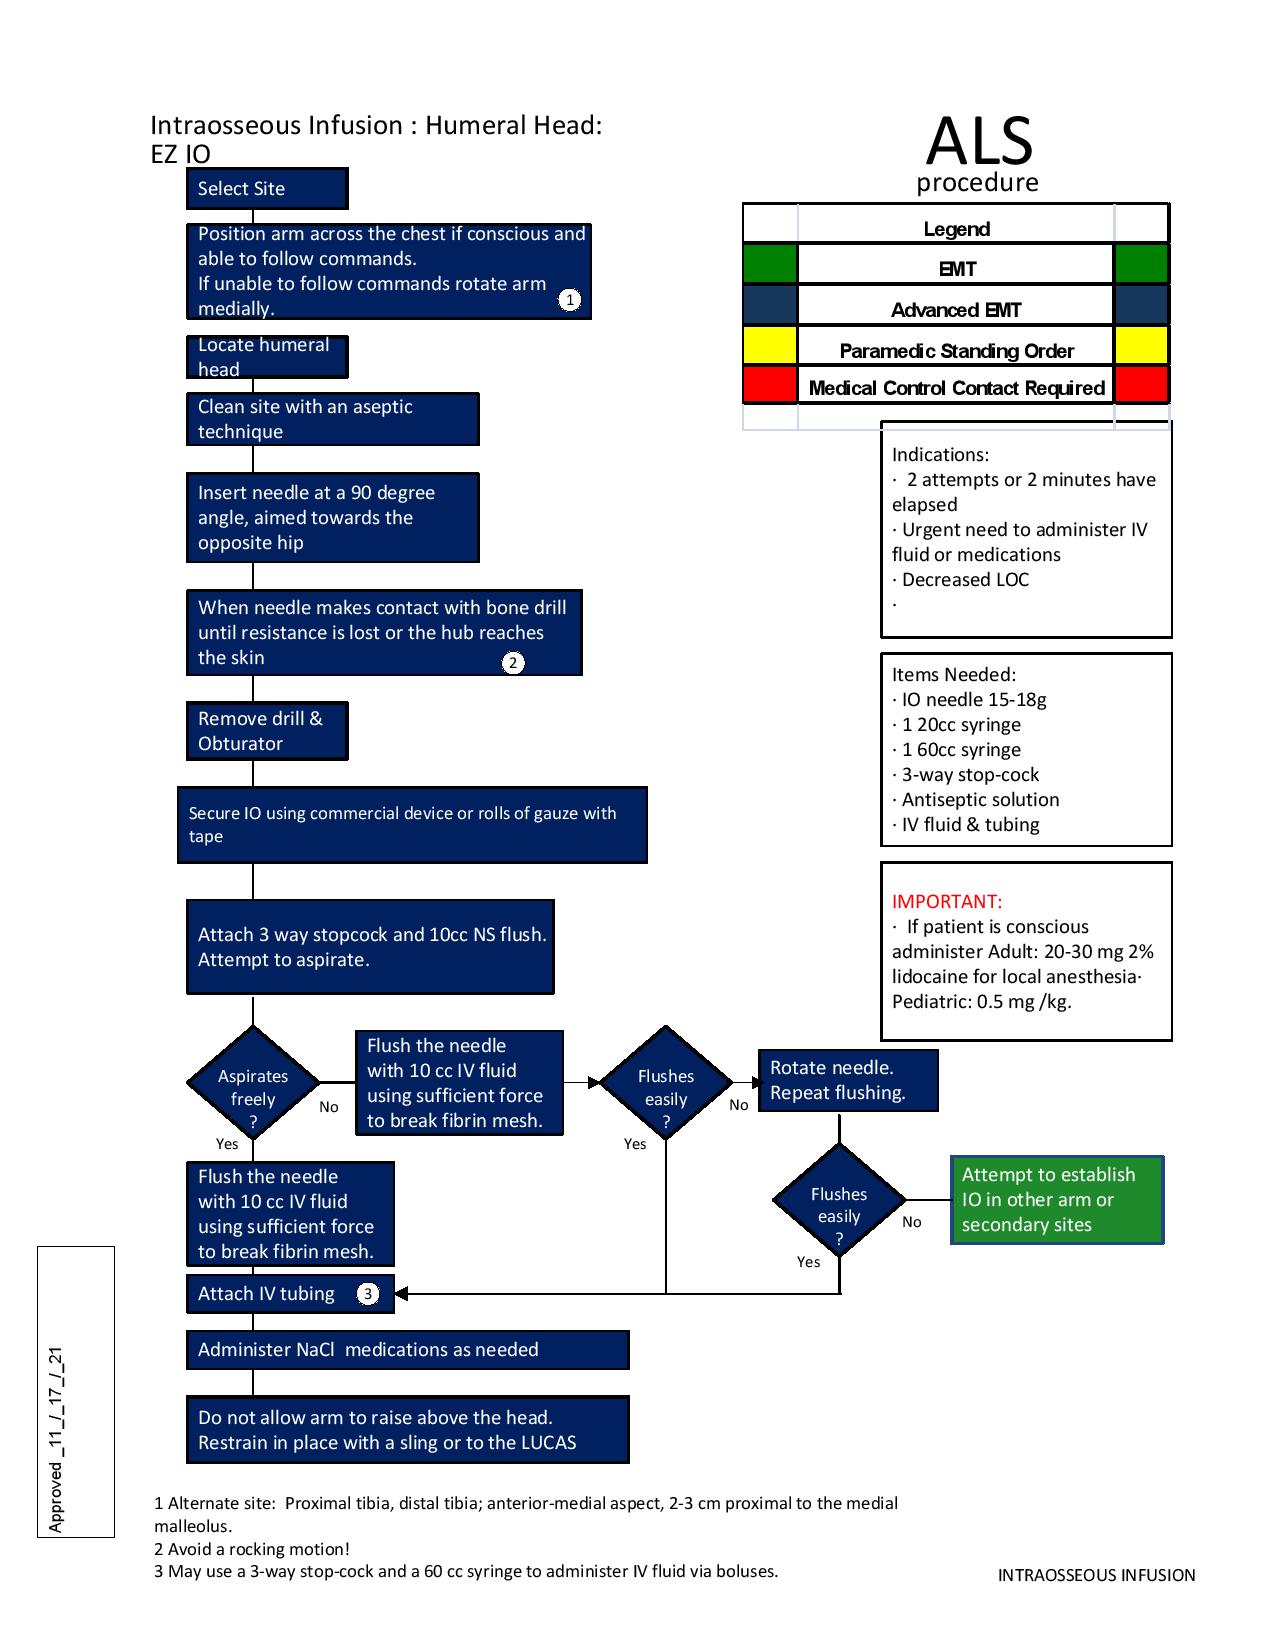 Intraosseous Infusion : Humeral Head:
EZ IO
ALS
procedure
Select Site
Position arm across the chest if conscious and
able to follow commands.
If unable to follow commands rotate arm
medially.
1
Locate humeral
head
Clean site with an aseptic
technique
Insert needle at a 90 degree
angle, aimed towards the
opposite hip
When needle makes contact with bone drill
until resistance is lost or the hub reaches
the skin
2
Remove drill &
Obturator
Secure IO using commercial device or rolls of gauze with
tape
Attach 3 way stopcock and 10cc NS flush.
Attempt to aspirate.
Legend
EMT
Advanced EMT
Paramedic Standing Order
Medical Control Contact Required
Indications:
· 2 attempts or 2 minutes have
elapsed
· Urgent need to administer IV
fluid or medications
· Decreased LOC
·
Items Needed:
· IO needle 15-18g
· 1 20cc syringe
· 1 60cc syringe
· 3-way stop-cock
· Antiseptic solution
· IV fluid & tubing
IMPORTANT:
· If patient is conscious
administer Adult: 20-30 mg 2%
lidocaine for local anesthesia·
Pediatric: 0.5 mg /kg.
Aspirates
freely
?
No
Yes
Flush the needle
with 10 cc IV fluid
using sufficient force
to break fibrin mesh.
Flushes
easily
?
No
Yes
Rotate needle.
Repeat flushing.
Flush the needle
with 10 cc IV fluid
using sufficient force
to break fibrin mesh.
Flushes
easily
?
No
Yes
Attempt to establish
IO in other arm or
secondary sites
Attach IV tubing
3
Administer NaCl  medications as needed
Do not allow arm to raise above the head.
Restrain in place with a sling or to the LUCAS
Approved _11_/_17_/_21
1 Alternate site:  Proximal tibia, distal tibia; anterior-medial aspect, 2-3 cm proximal to the medial
malleolus.
2 Avoid a rocking motion!
3 May use a 3-way stop-cock and a 60 cc syringe to administer IV fluid via boluses.
INTRAOSSEOUS INFUSION